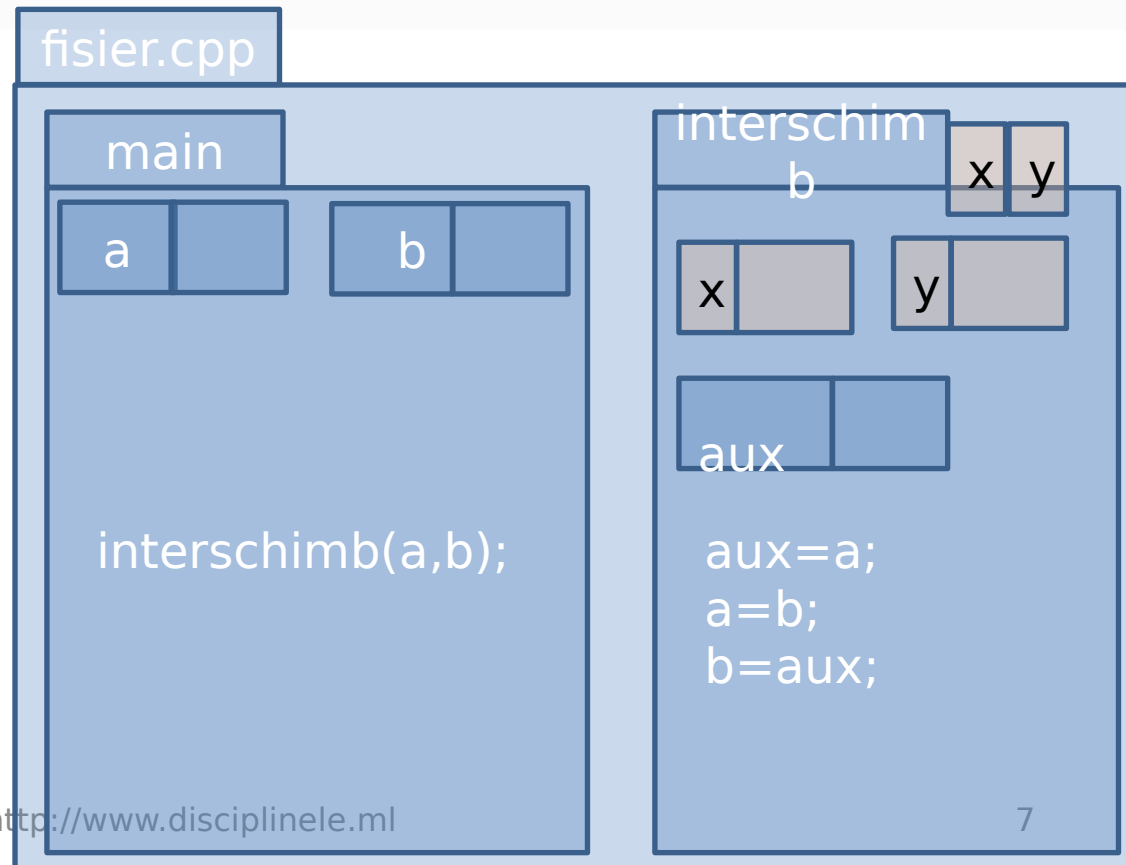 fisier.cpp
main
a
b
interschimb(a,b);
interschim
b
x
y
x
y
aux
aux=a;
a=b;
b=aux;
ttp://www.disciplinele.ml
7